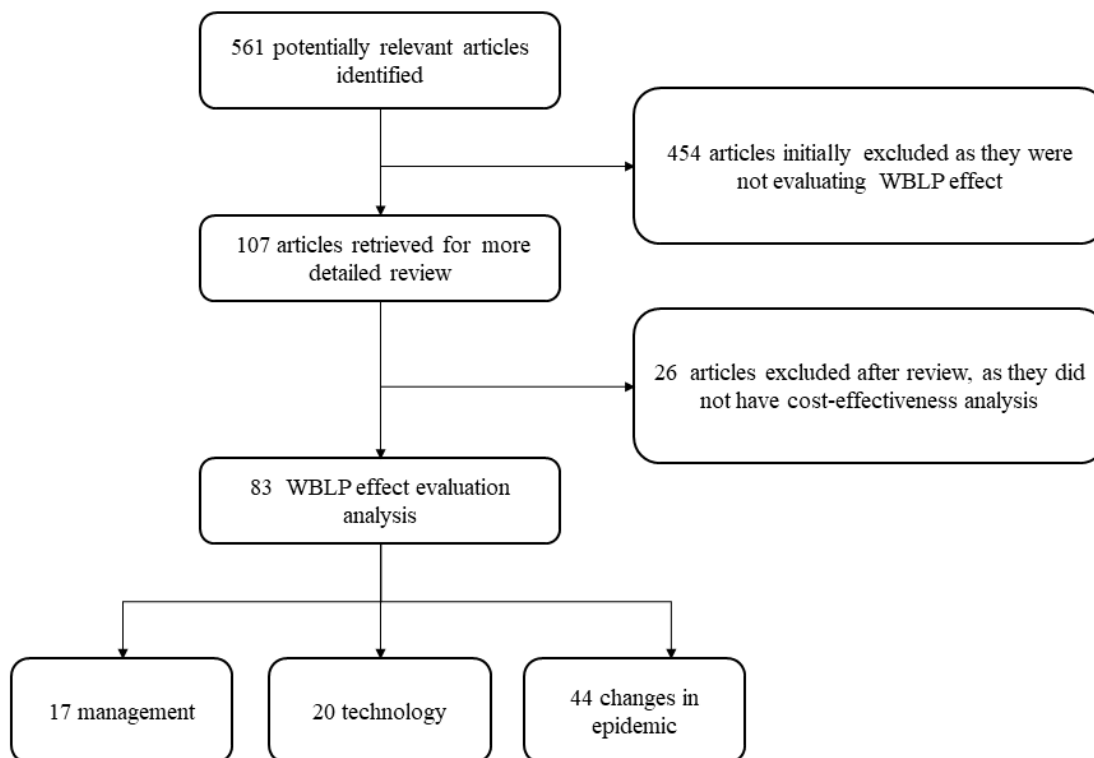 561 potentially relevant articles
identified
454 articles initially excluded as they were
not evaluating WBLP effect
107 articles retrieved for more
detailed review
26 articles excluded after review, as they did
not have cost-effectiveness analysis
83 WBLP effect evaluation
analysis
17 management
20 technology
44 changes in
epidemic